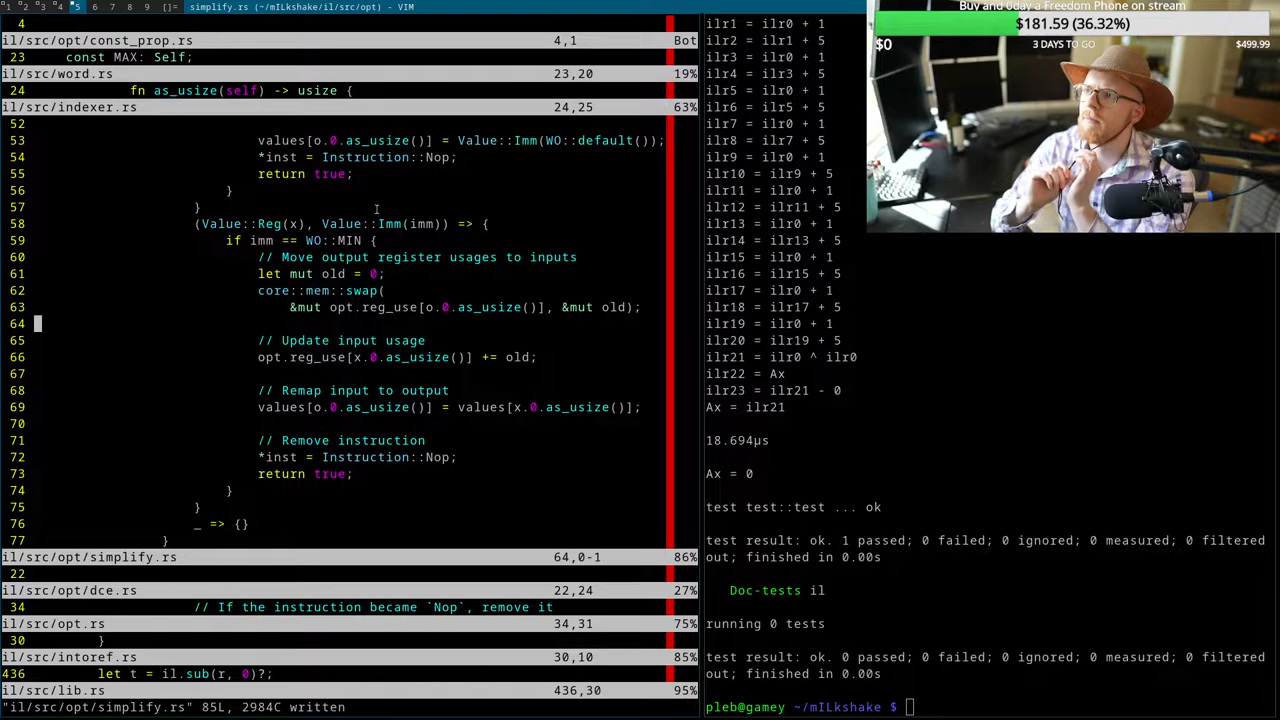 1 2 3 4 5 6 7 8 9 []= simplify.rs (~/mILkshake/il/src/opt) - VIM
4
il/src/opt/const_prop.rs 4,1 Bot
23 const MAX: Self;
il/src/word.rs 23,20 19%
24 fn as_usize(self) -> usize {
il/src/indexer.rs 24,25 63%
52
53 values[o.0.as_usize()] = Value::Imm(WO::default());
54 *inst = Instruction::Nop;
55 return true;
56 }
57 }
58 (Value::Reg(x), Value::Imm(imm)) => {
59 if imm == WO::MIN {
60 // Move output register usages to inputs
61 let mut old = 0;
62 core::mem::swap(
63 &mut opt.reg_use[o.0.as_usize()], &mut old);
64
65 // Update input usage
66 opt.reg_use[x.0.as_usize()] += old;
67
68 // Remap input to output
69 values[o.0.as_usize()] = values[x.0.as_usize()];
70
71 // Remove instruction
72 *inst = Instruction::Nop;
73 return true;
74 }
75 }
76 _ => {}
77 }
il/src/opt/simplify.rs 64,0-1 86%
22
il/src/opt/dce.rs 22,24 27%
34 // If the instruction became `Nop`, remove it
il/src/opt.rs 34,31 75%
30 }
il/src/intoref.rs 30,10 85%
436 let t = il.sub(r, 0)?;
il/src/lib.rs 436,30 95%
"il/src/opt/simplify.rs" 85L, 2984C written
ilr1 = ilr0 + 1
ilr2 = ilr1 + 5
ilr3 = ilr0 + 1
ilr4 = ilr3 + 5
ilr5 = ilr0 + 1
ilr6 = ilr5 + 5
ilr7 = ilr0 + 1
ilr8 = ilr7 + 5
ilr9 = ilr0 + 1
ilr10 = ilr9 + 5
ilr11 = ilr0 + 1
ilr12 = ilr11 + 5
ilr13 = ilr0 + 1
ilr14 = ilr13 + 5
ilr15 = ilr0 + 1
ilr16 = ilr15 + 5
ilr17 = ilr0 + 1
ilr18 = ilr17 + 5
ilr19 = ilr0 + 1
ilr20 = ilr19 + 5
ilr21 = ilr0 ^ ilr0
ilr22 = Ax
ilr23 = ilr21 - 0
Ax = ilr21
18.694µs
Ax = 0
test test::test ... ok
test result: ok. 1 passed; 0 failed; 0 ignored; 0 measured; 0 filtered
out; finished in 0.00s
Doc-tests il
running 0 tests
test result: ok. 0 passed; 0 failed; 0 ignored; 0 measured; 0 filtered
out; finished in 0.00s
pleb@gamey ~/mILkshake $
Buy and 0day a Freedom Phone on stream
$181.59 (36.32%)
$0 3 DAYS TO GO $499.99